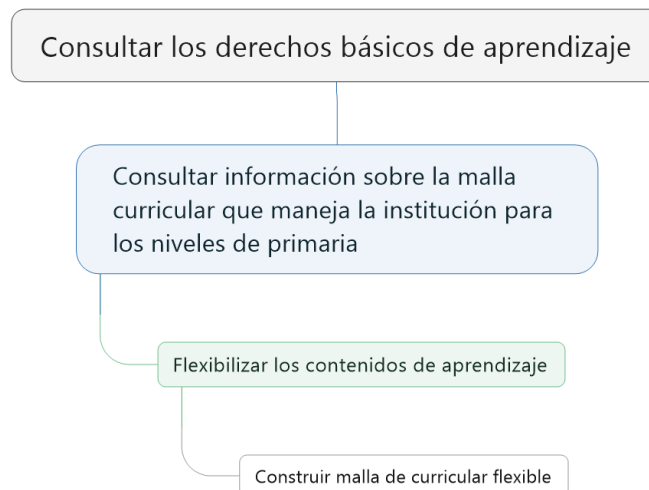 Consultar los derechos básicos de aprendizaje
Consultar información sobre la malla
curricular que maneja la institución para
los niveles de primaria
Flexibilizar los contenidos de aprendizaje
Construir malla de curricular flexible